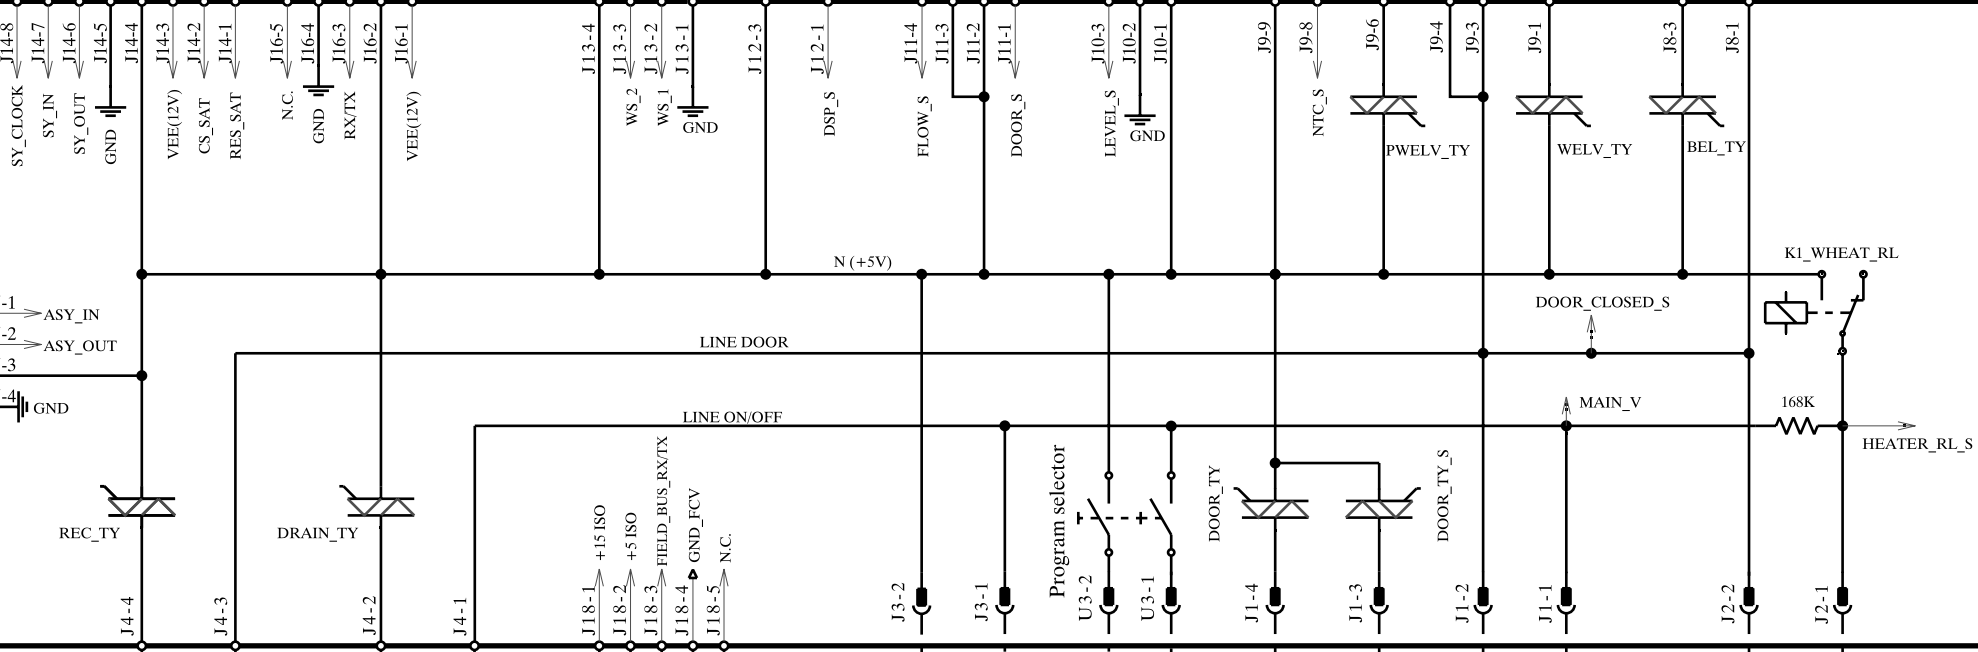 J14-8
J14-7
J14-6
J14-5
J14-4
J14-3
J14-2
J14-1
J16-5
J16-4
J16-3
J16-2
J16-1
J13-4
J13-3
J13-2
J13-1
J12-3
J12-1
J11-4
J11-3
J11-2
J11-1
J10-3
J10-2
J10-1
J9-9
J9-8
J9-6
J9-4
J9-3
J9-1
J8-3
J8-1
SY_CLOCK
SY_IN
SY_OUT
GND
VEE(12V)
CS_SAT
RES_SAT
N.C.
GND
RX/TX
VEE(12V)
WS_2
WS_1
GND
DSP_S
FLOW_S
DOOR_S
LEVEL_S
GND
NTC_S
PWELV_TY
WELV_TY
BEL_TY
N (+5V)
K1_WHEAT_RL
-1
ASY_IN
DOOR_CLOSED_S
-2
ASY_OUT
LINE DOOR
-3
-4
GND
LINE ON/OFF
MAIN_V
168K
HEATER_RL_S
REC_TY
DRAIN_TY
+15 ISO
+5 ISO
FIELD_BUS_RX/TX
GND_FCV
N.C.
Program selector
DOOR_TY
DOOR_TY_S
J4-4
J4-3
J4-2
J4-1
J18-1
J18-2
J18-3
J18-4
J18-5
J3-2
J3-1
U3-2
U3-1
J1-4
J1-3
J1-2
J1-1
J2-2
J2-1